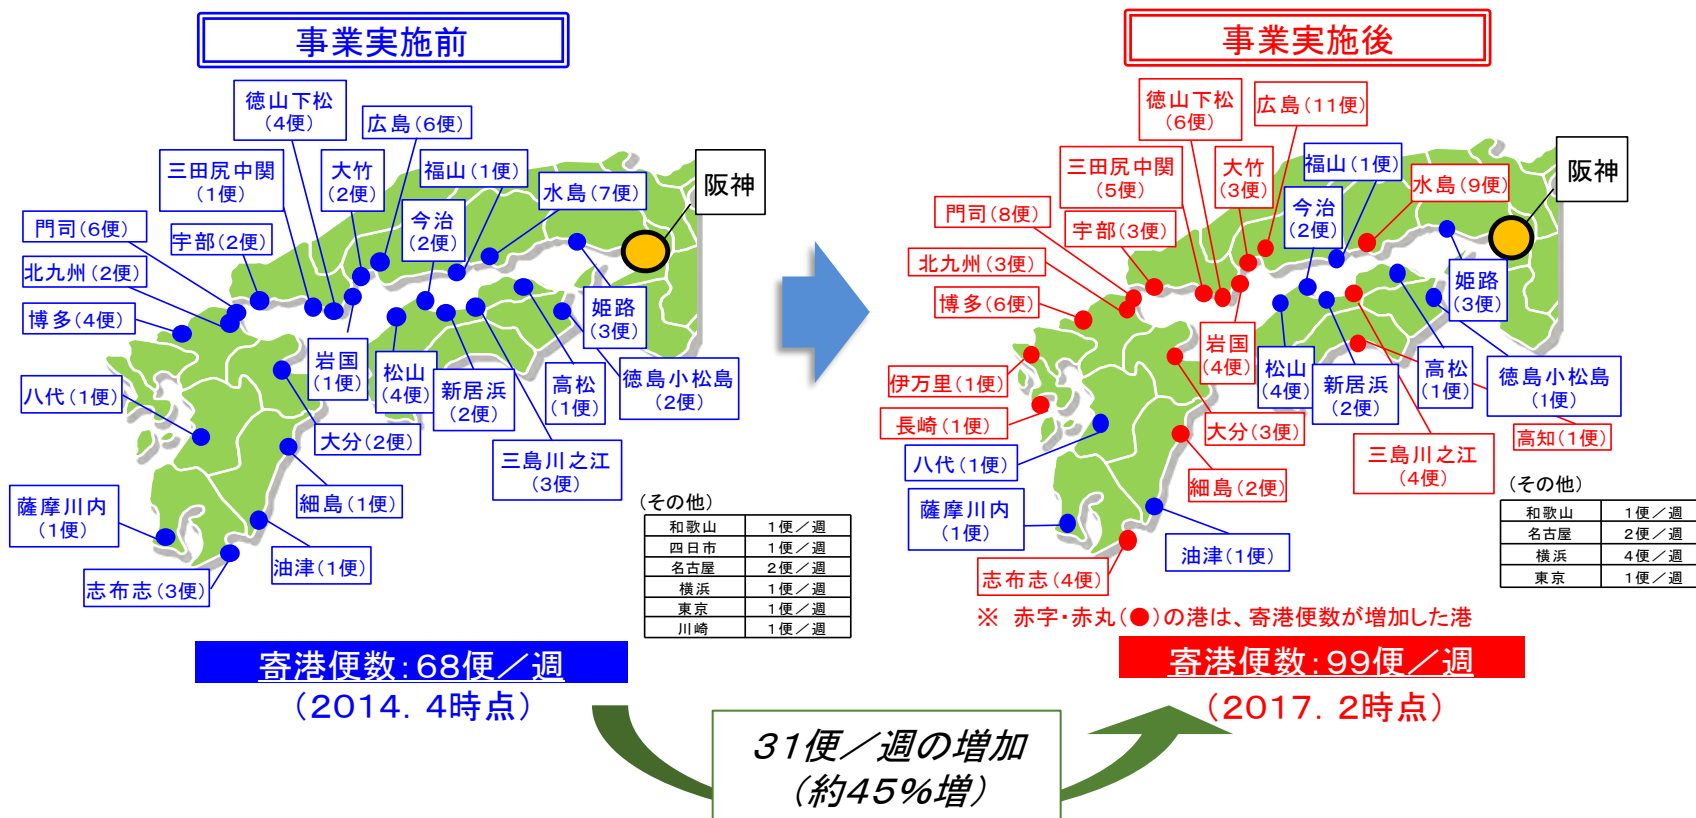 事業実施前
徳山下松
(4便)
広島(6便)
三田尻中関
(1便)
大竹
(2便)
福山(1便)
水島(7便)
阪神
今治
(2便)
門司(6便)
宇部(2便)
北九州(2便)
博多(4便)
姫路
(3便)
岩国
(1便)
松山
(4便)
新居浜
(2便)
高松
(1便)
徳島小松島
(2便)
八代(1便)
大分(2便)
三島川之江
(3便)
細島(1便)
薩摩川内
(1便)
油津(1便)
志布志(3便)
(その他)
和歌山 1便/週
四日市 1便/週
名古屋 2便/週
横浜 1便/週
東京 1便/週
川崎 1便/週
寄港便数:68便/週
(2014.4時点)
事業実施後
徳山下松
(6便)
広島(11便)
三田尻中関
(5便)
大竹
(3便)
福山(1便)
水島(9便)
阪神
今治
(2便)
門司(8便)
宇部(3便)
北九州(3便)
博多(6便)
姫路
(3便)
岩国
(4便)
伊万里(1便)
松山
(4便)
新居浜
(2便)
高松
(1便)
徳島小松島
(1便)
長崎(1便)
大分(3便)
高知(1便)
八代(1便)
三島川之江
(4便)
細島(2便)
薩摩川内
(1便)
油津(1便)
志布志(4便)
(その他)
和歌山 1便/週
名古屋 2便/週
横浜 4便/週
東京 1便/週
※ 赤字・赤丸(●)の港は、寄港便数が増加した港
寄港便数:99便/週
(2017.2時点)
31便/週の増加
(約45%増)